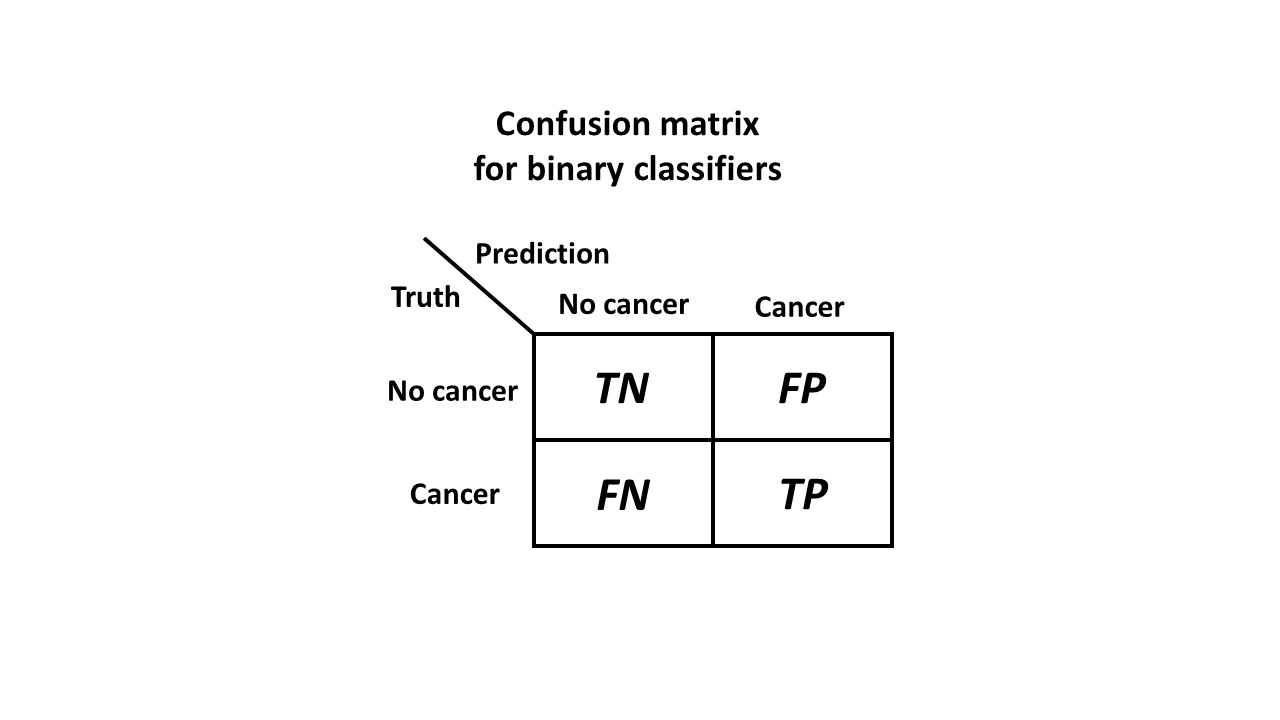 Confusion matrix
for binary classifiers
Prediction
Truth
No cancer Cancer
No cancer TN FP
Cancer FN TP